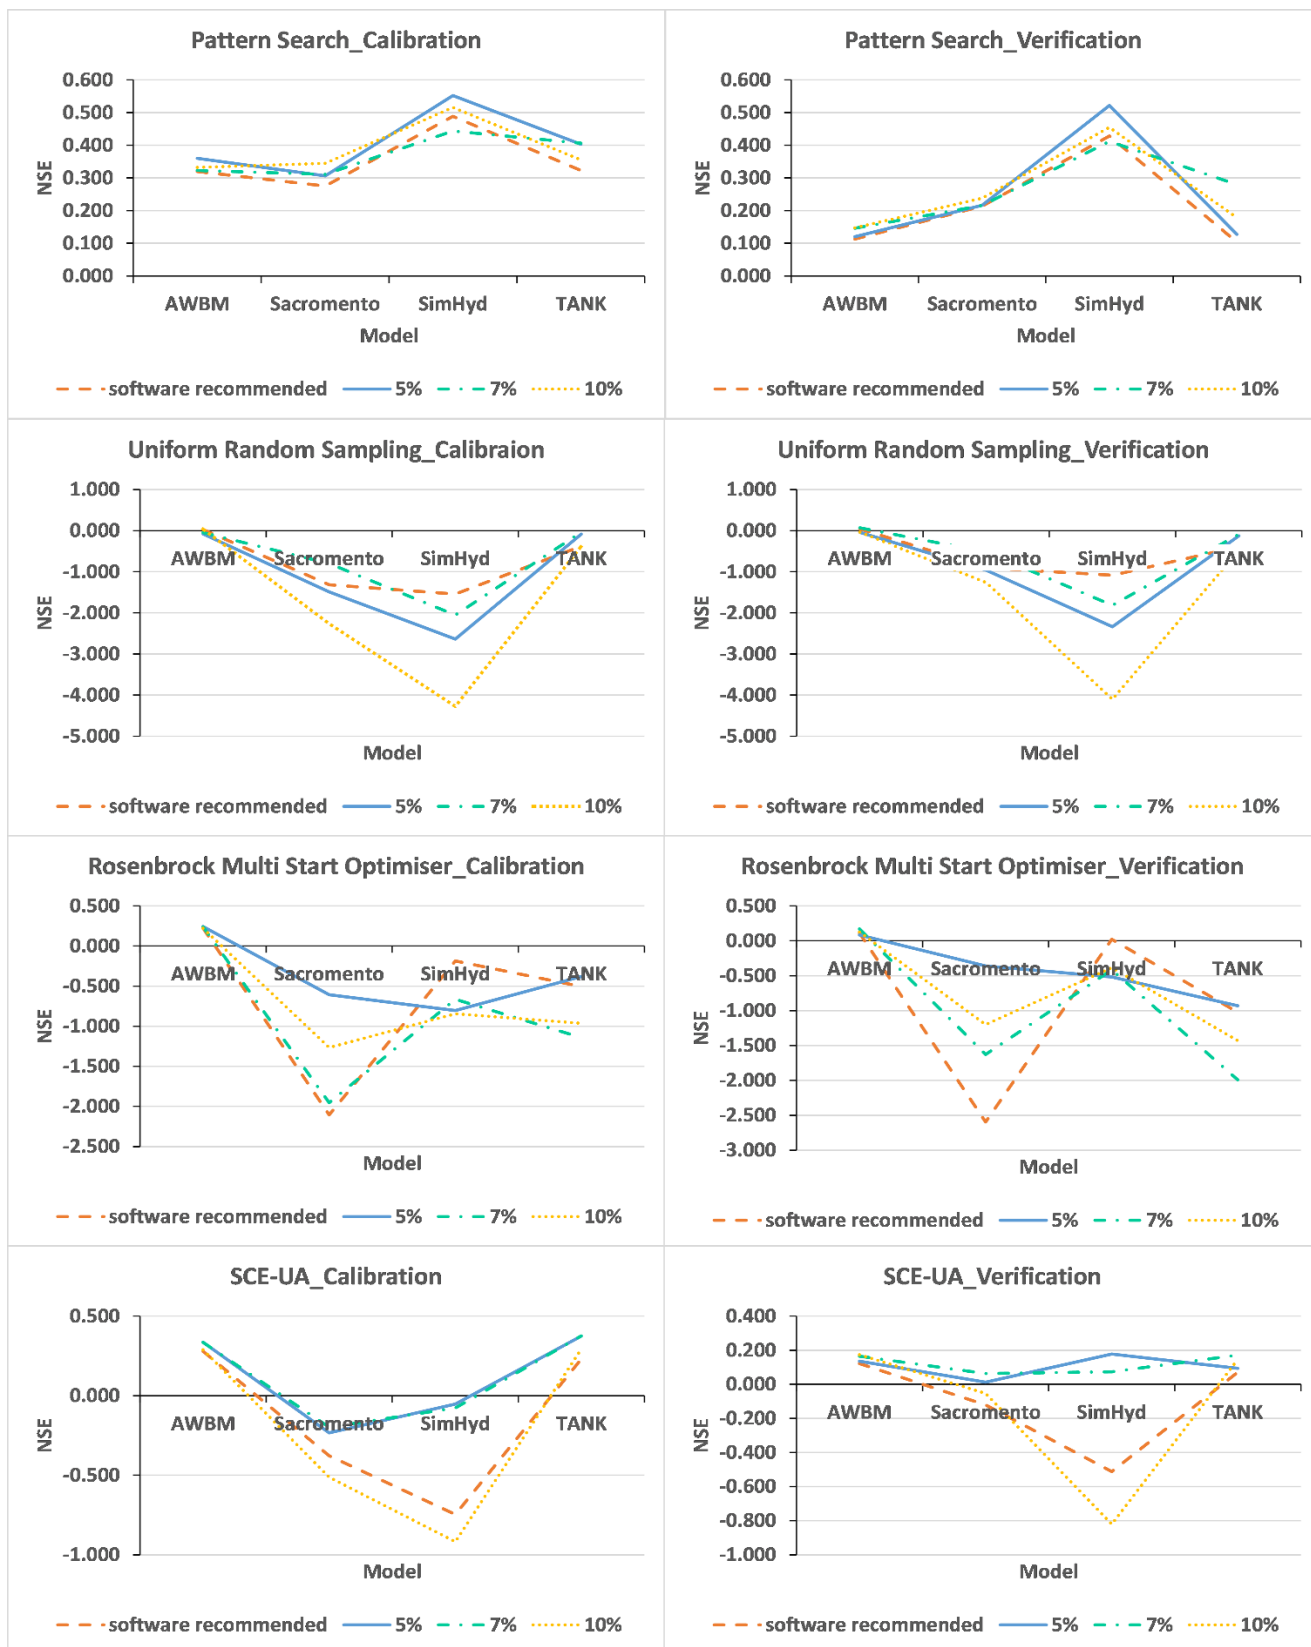 Pattern Search_Calibration
0.600
0.500
0.400
0.300
0.200
0.100
0.000
NSE
AWBM Sacromento SimHyd TANK
Model
software recommended 5% 7% 10%
Pattern Search_Verification
0.600
0.500
0.400
0.300
0.200
0.100
0.000
NSE
AWBM Sacromento SimHyd TANK
Model
software recommended 5% 7% 10%
Uniform Random Sampling_Calibraion
1.000
0.000
-1.000
-2.000
-3.000
-4.000
-5.000
NSE
AWBM Sacromento SimHyd TANK
Model
software recommended 5% 7% 10%
Uniform Random Sampling_Verification
1.000
0.000
-1.000
-2.000
-3.000
-4.000
-5.000
NSE
AWBM Sacromento SimHyd TANK
Model
software recommended 5% 7% 10%
Rosenbrock Multi Start Optimiser_Calibration
0.500
0.000
-0.500
-1.000
-1.500
-2.000
-2.500
NSE
AWBM Sacromento SimHyd TANK
Model
software recommended 5% 7% 10%
Rosenbrock Multi Start Optimiser_Verification
0.500
0.000
-0.500
-1.000
-1.500
-2.000
-2.500
-3.000
NSE
AWBM Sacromento SimHyd TANK
Model
software recommended 5% 7% 10%
SCE-UA_Calibration
0.500
0.000
-0.500
-1.000
NSE
AWBM Sacromento SimHyd TANK
Model
software recommended 5% 7% 10%
SCE-UA_Verification
0.400
0.200
0.000
-0.200
-0.400
-0.600
-0.800
-1.000
NSE
AWBM Sacromento SimHyd TANK
Model
software recommended 5% 7% 10%